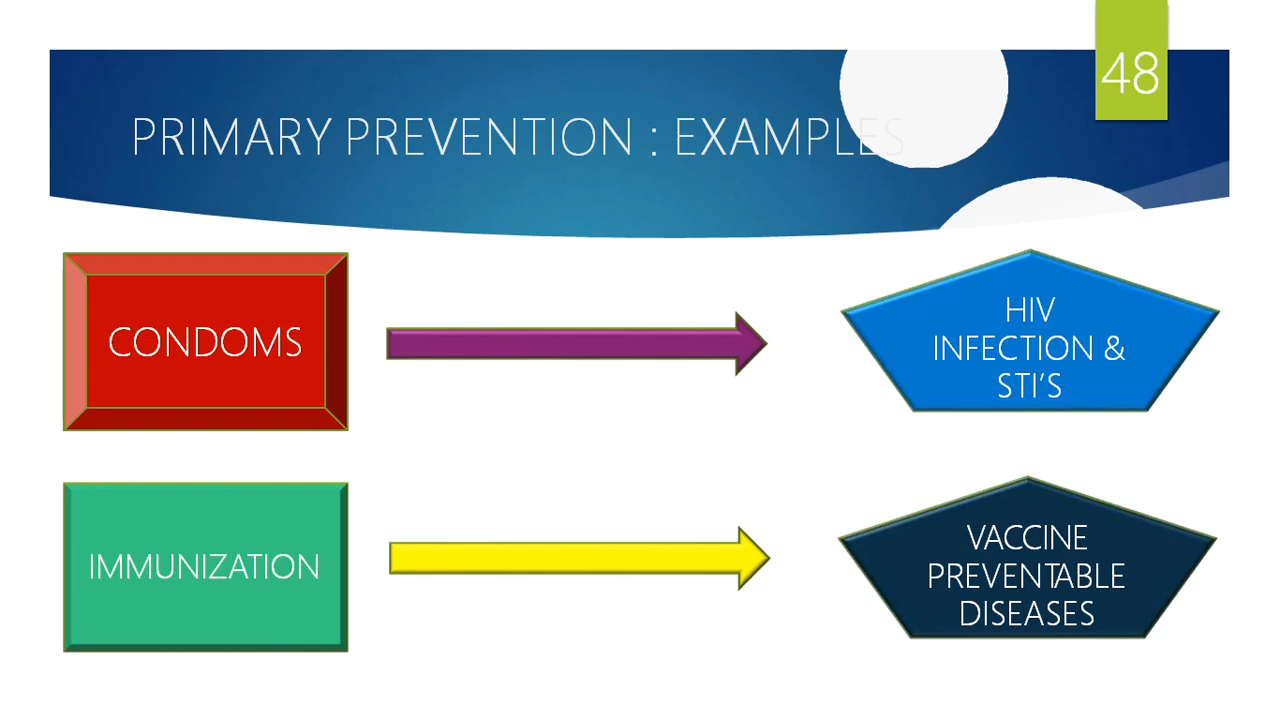 48
PRIMARY PREVENTION : EXAMPLES
CONDOMS
HIV
INFECTION &
STI'S
IMMUNIZATION
VACCINE
PREVENTABLE
DISEASES